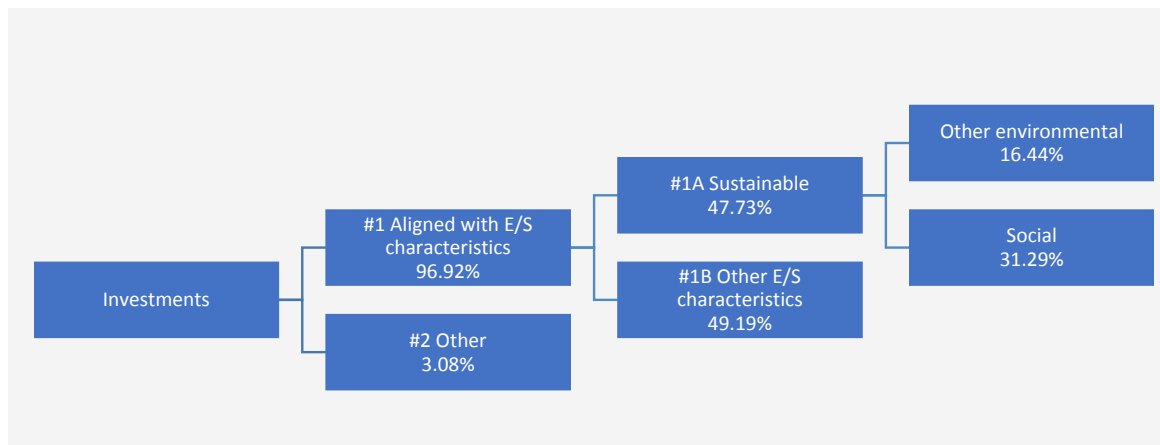 Investments
#1 Aligned with E/S
characteristics
96.92%
#2 Other
3.08%
#1A Sustainable
47.73%
#1B Other E/S
characteristics
49.19%
Other environmental
16.44%
Social
31.29%